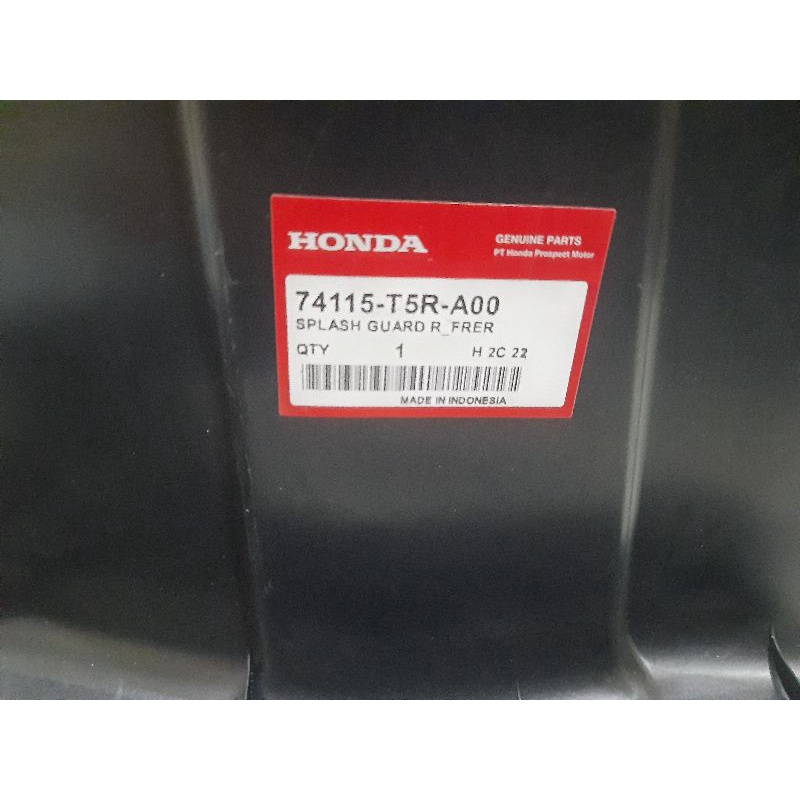 HONDA
GENUINE PARTS
PT Honda Prospect Motor
74115-T5R-A00
SPLASH GUARD R_FRER
QTY 1 H 2C 22
MADE IN INDONESIA